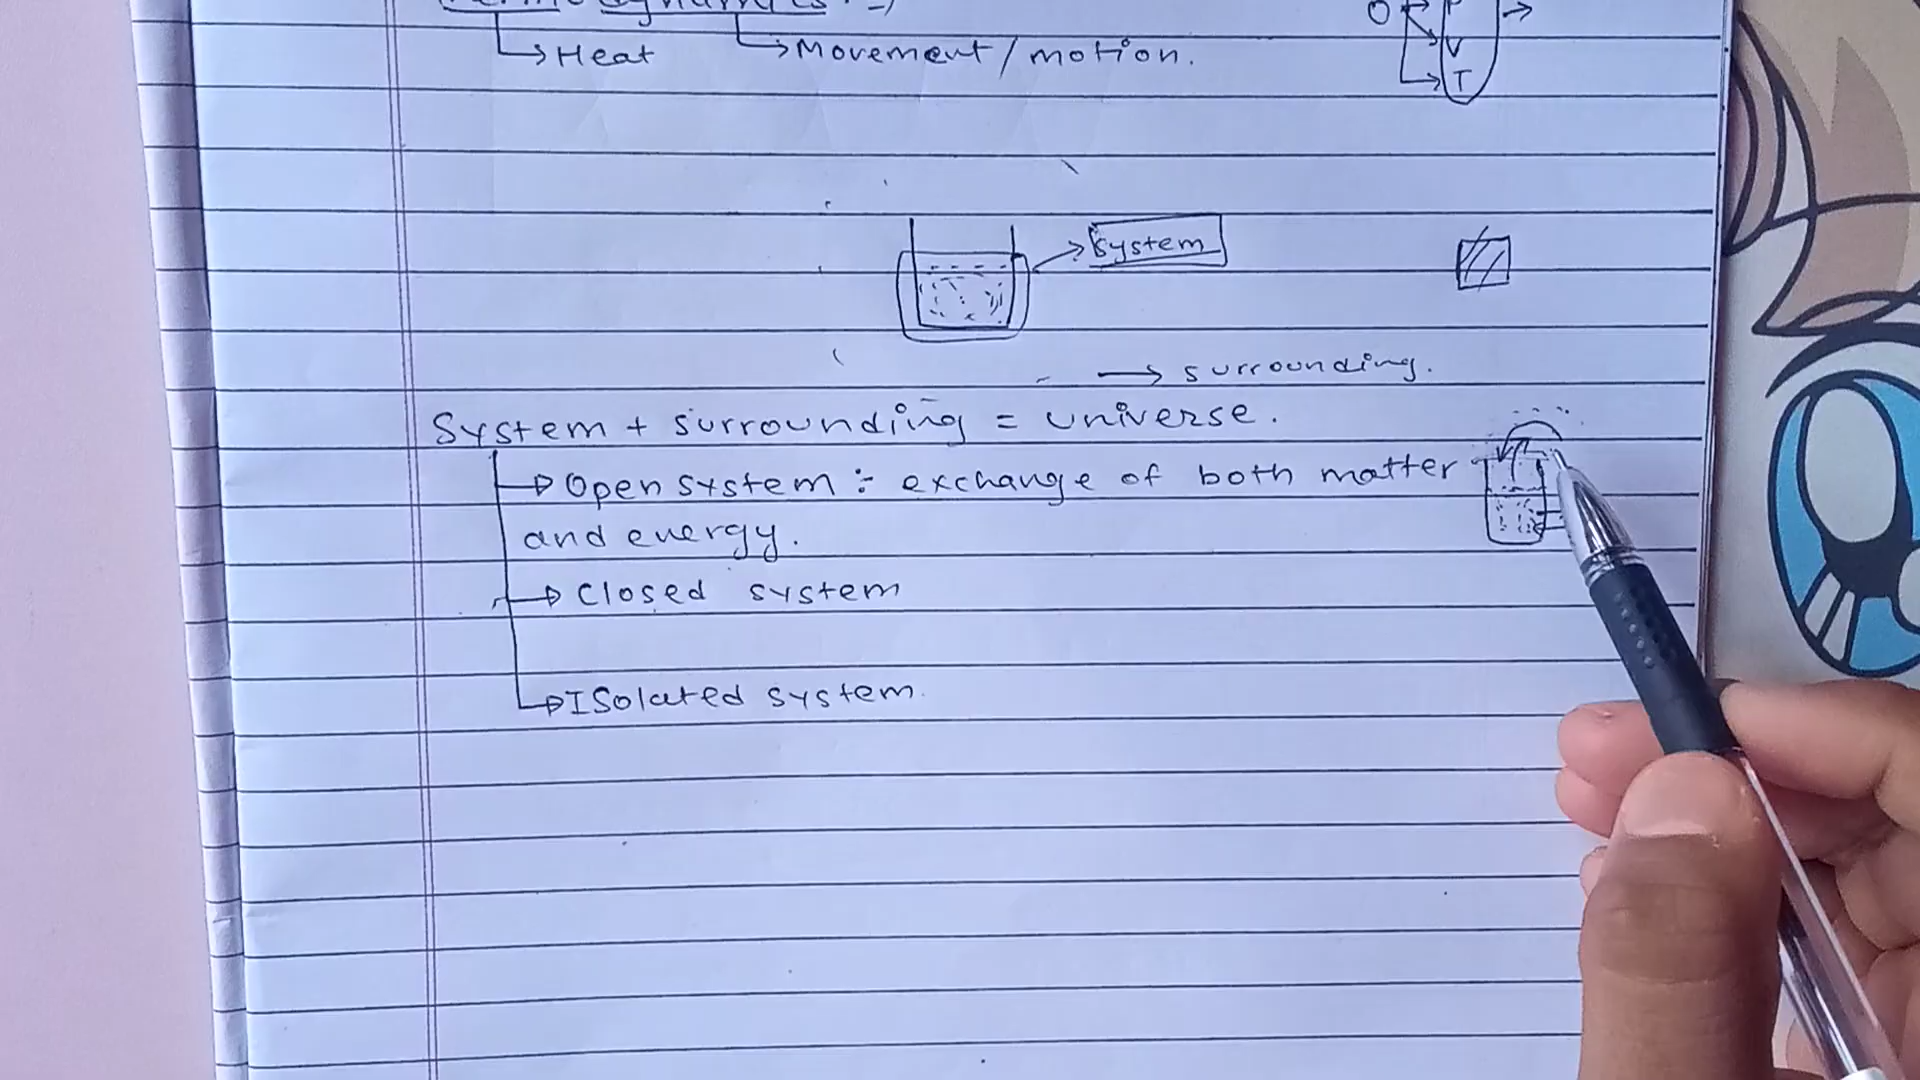 Thermodynamics :-)
Heat
Movement/motion.
P
V
T
System
surrounding.
System + surrounding = universe.
Open system :- exchange of both matter
and energy.
Closed system
Isolated system.